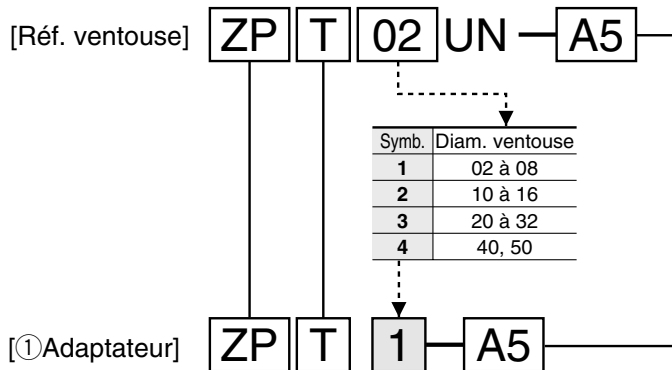 [Réf. ventouse] ZP T 02 UN A5
Symb. Diam. ventouse
1 02 à 08
2 10 à 16
3 20 à 32
4 40, 50
[①Adaptateur] ZP T 1 A5